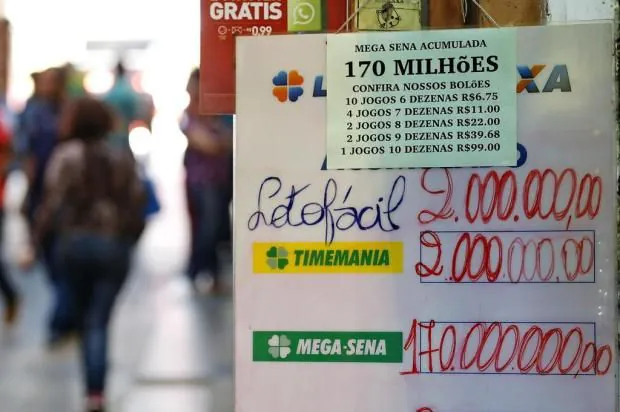 GRATIS
R$0,99
MEGA SENA ACUMULADA
170 MILHõES
CONFIRA NOSSOS BOLõES
10 JOGOS 6 DEZENAS R$6.75
4 JOGOS 7 DEZENAS R$11.00
2 JOGOS 8 DEZENAS R$22.00
2 JOGOS 9 DEZENAS R$39.68
1 JOGOS 10 DEZENAS R$99.00
L XA
Lotofácil 2.000.000,00
TIMEMANIA 2.000.000,00
MEGA-SENA 170.000.000,00